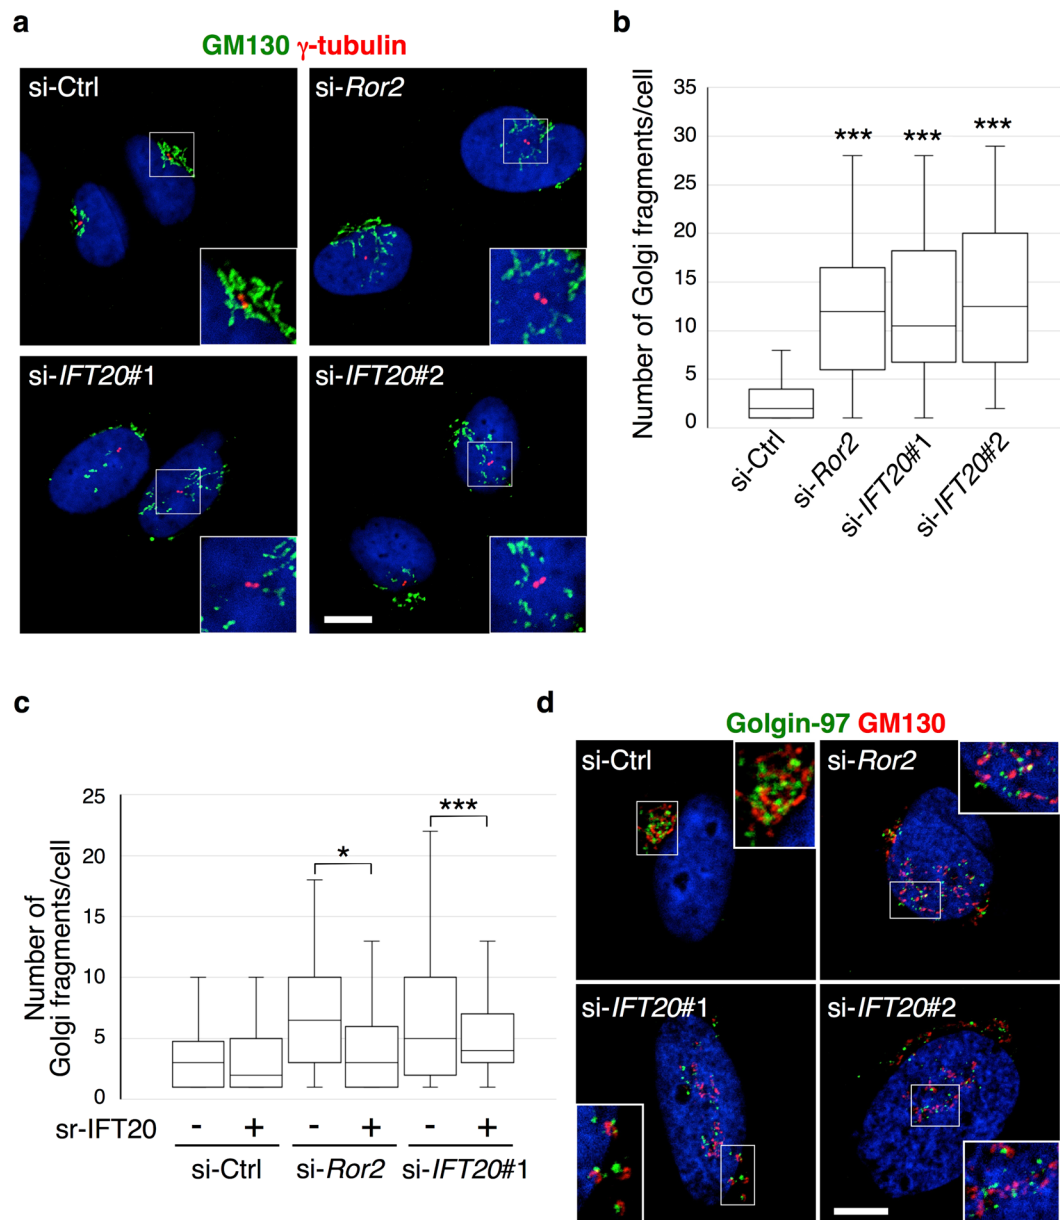 a
GM130 γ-tubulin
si-Ctrl
si-Ror2
si-IFT20#1
si-IFT20#2
b
Number of Golgi fragments/cell
35
30
25
20
15
10
5
0
***
***
***
si-Ctrl
si-Ror2
si-IFT20#1
si-IFT20#2
c
Number of
Golgi fragments/cell
25
20
15
10
5
0
*
***
sr-IFT20 - + - + - +
si-Ctrl si-Ror2 si-IFT20#1
d
Golgin-97 GM130
si-Ctrl
si-Ror2
si-IFT20#1
si-IFT20#2